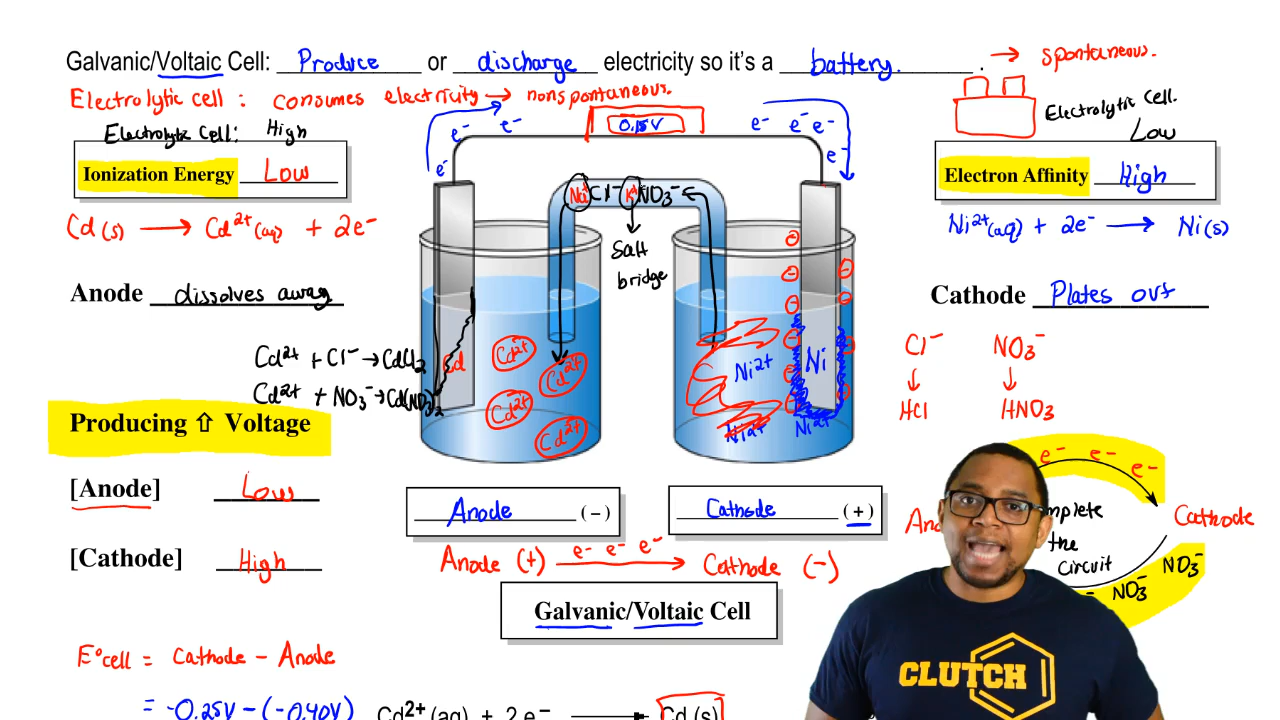 Galvanic/Voltaic Cell: Produce or discharge electricity so it's a battery. → spontaneous.
Electrolytic cell: consumes electricity → nonspontaneous.
Electrolytic Cell: High
Electrolytic Cell.
Low
Ionization Energy Low
e⁻ e⁻ e⁻
0.15V
e⁻ e⁻ e⁻ e⁻
Electron Affinity High
Cd(s) → Cd²⁺(aq) + 2e⁻
Na⁺Cl⁻ K⁺NO₃⁻
Salt
bridge
Ni²⁺(aq) + 2e⁻ → Ni(s)
Anode dissolves away
Cathode Plates out
Cd²⁺ + Cl⁻ → CdCl₂
Cd²⁺ + NO₃⁻ → Cd(NO₃)₂
Cd
Cd²⁺ Cd²⁺
Cd²⁺ Cd²⁺
Ni²⁺
Ni
Ni²⁺ Ni²⁺
Cl⁻ NO₃⁻
↓ ↓
HCl HNO₃
Producing ⇧ Voltage
[Anode] Low
[Cathode] High
Anode (-)
Cathode (+)
Anode (+) e⁻ e⁻ e⁻ → Cathode (-)
Galvanic/Voltaic Cell
e⁻ e⁻ e⁻
Cathode
the
Circuit
NO₃⁻ NO₃⁻
CLUTCH
E°cell = Cathode - Anode
= -0.25V - (-0.40V)
Cd²⁺ (aq) + 2 e⁻ → Cd (s)